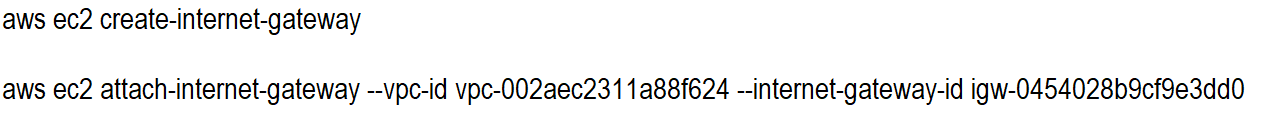 aws ec2 create-internet-gateway
aws ec2 attach-internet-gateway --vpc-id vpc-002aec2311a88f624 --internet-gateway-id igw-0454028b9cf9e3dd0